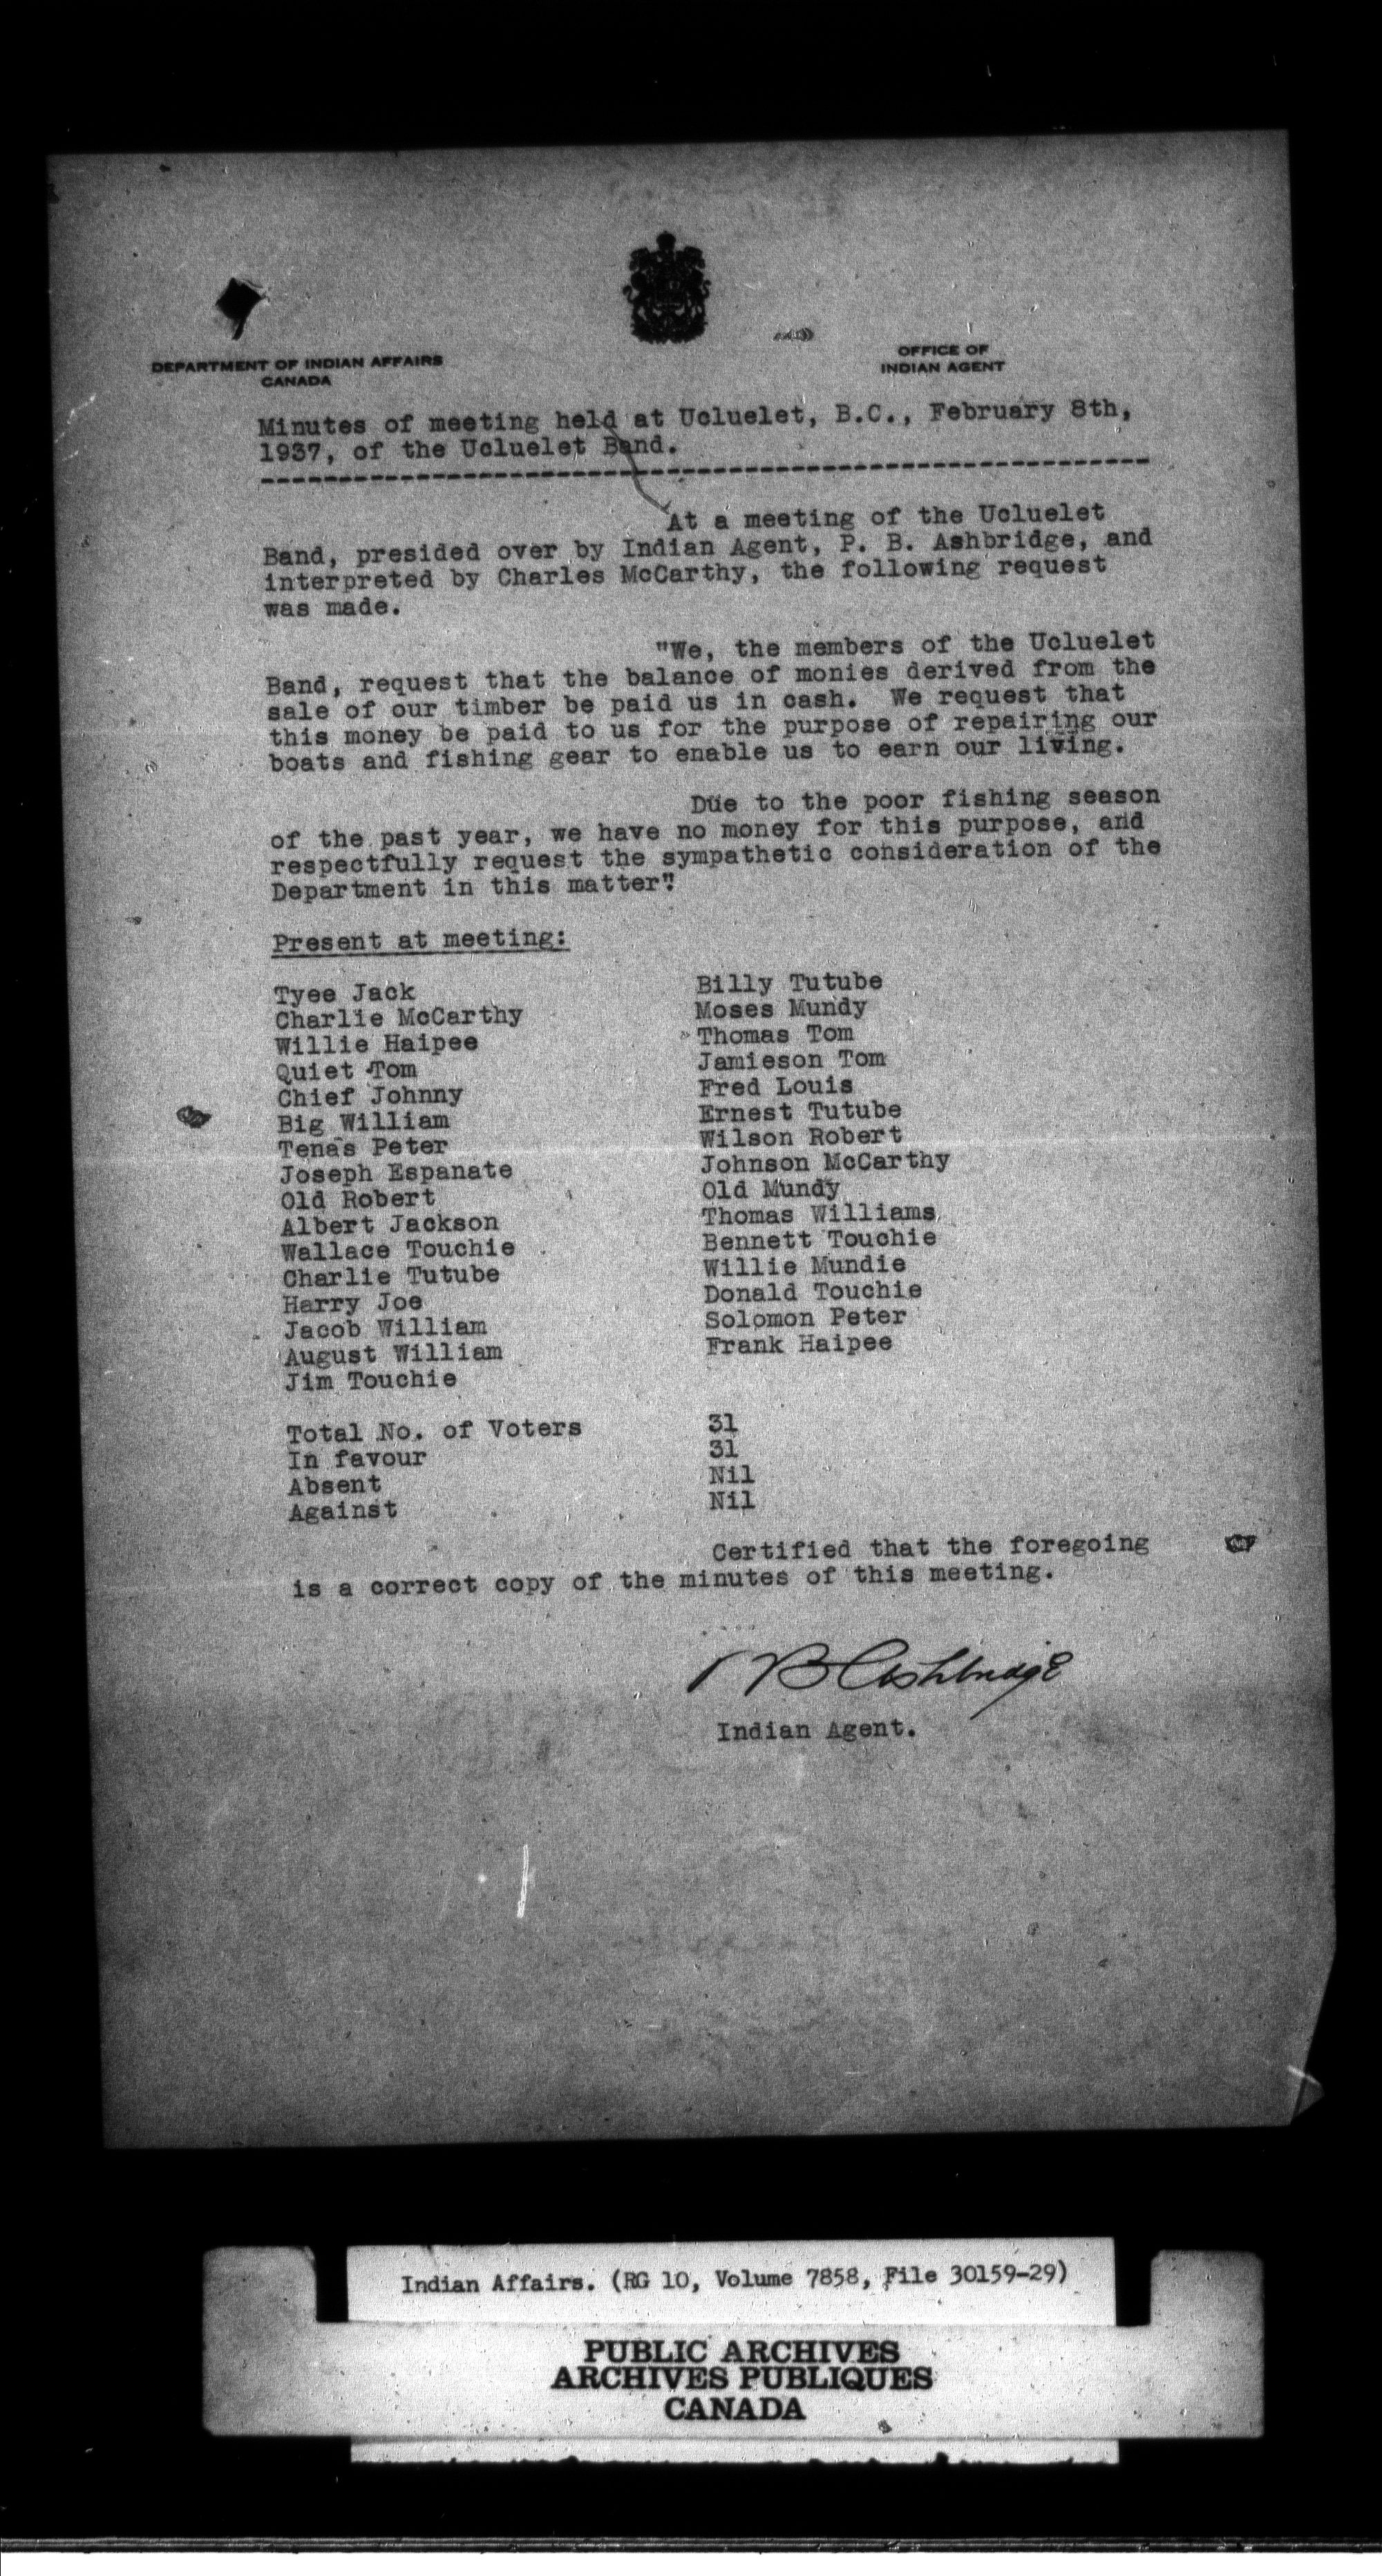 DEPARTMENT OF INDIAN AFFAIRS
CANADA
OFFICE OF
INDIAN AGENT
Minutes of meeting held at Ucluelet, B.C., February 8th,
1937, of the Ucluelet Band.
At a meeting of the Ucluelet
Band, presided over by Indian Agent, P. B. Ashbridge, and
interpreted by Charles McCarthy, the following request
was made.
"We, the members of the Ucluelet
Band, request that the balance of monies derived from the
sale of our timber be paid us in cash. We request that
this money be paid to us for the purpose of repairing our
boats and fishing gear to enable us to earn our living.
Due to the poor fishing season
of the past year, we have no money for this purpose, and
respectfully request the sympathetic consideration of the
Department in this matter".
Present at meeting:
Tyee Jack
Charlie McCarthy
Willie Haipee
Quiet Tom
Chief Johnny
Big William
Tenas Peter
Joseph Espanate
Old Robert
Albert Jackson
Wallace Touchie
Charlie Tutube
Harry Joe
Jacob William
August William
Jim Touchie
Billy Tutube
Moses Mundy
Thomas Tom
Jamieson Tom
Fred Louis
Ernest Tutube
Wilson Robert
Johnson McCarthy
Old Mundy
Thomas Williams
Bennett Touchie
Willie Mundie
Donald Touchie
Solomon Peter
Frank Haipee
Total No. of Voters 31
In favour 31
Absent Nil
Against Nil
Certified that the foregoing
is a correct copy of the minutes of this meeting.
P B Ashbridge
Indian Agent.
Indian Affairs. (RG 10, Volume 7858, File 30159-29)
PUBLIC ARCHIVES
ARCHIVES PUBLIQUES
CANADA